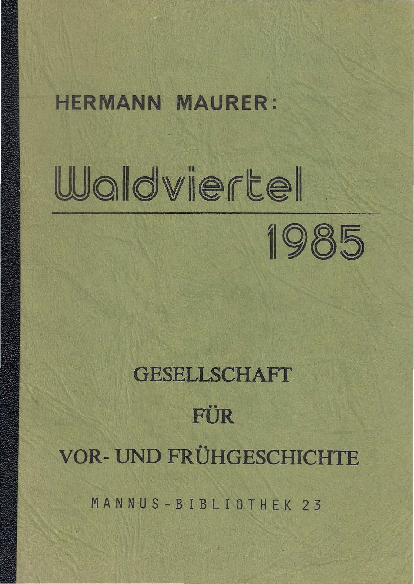 HERMANN MAURER:
Waldviertel
1985
GESELLSCHAFT
FÜR
VOR- UND FRÜHGESCHICHTE
MANNUS-BIBLIOTHEK 23